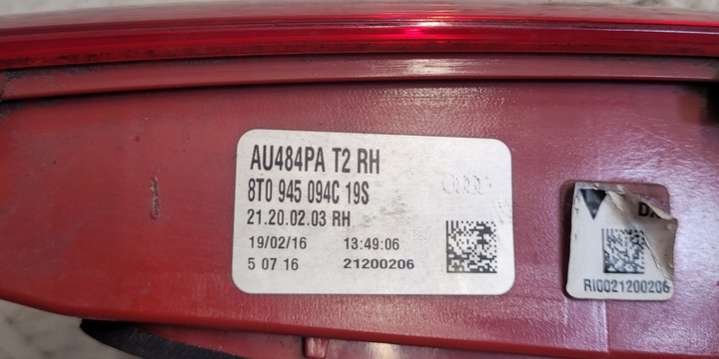 AU484PA T2 RH
8T0 945 094C 19S
21.20.02.03 RH
19/02/16 13:49:06
5 07 16 21200206
RI0021200206